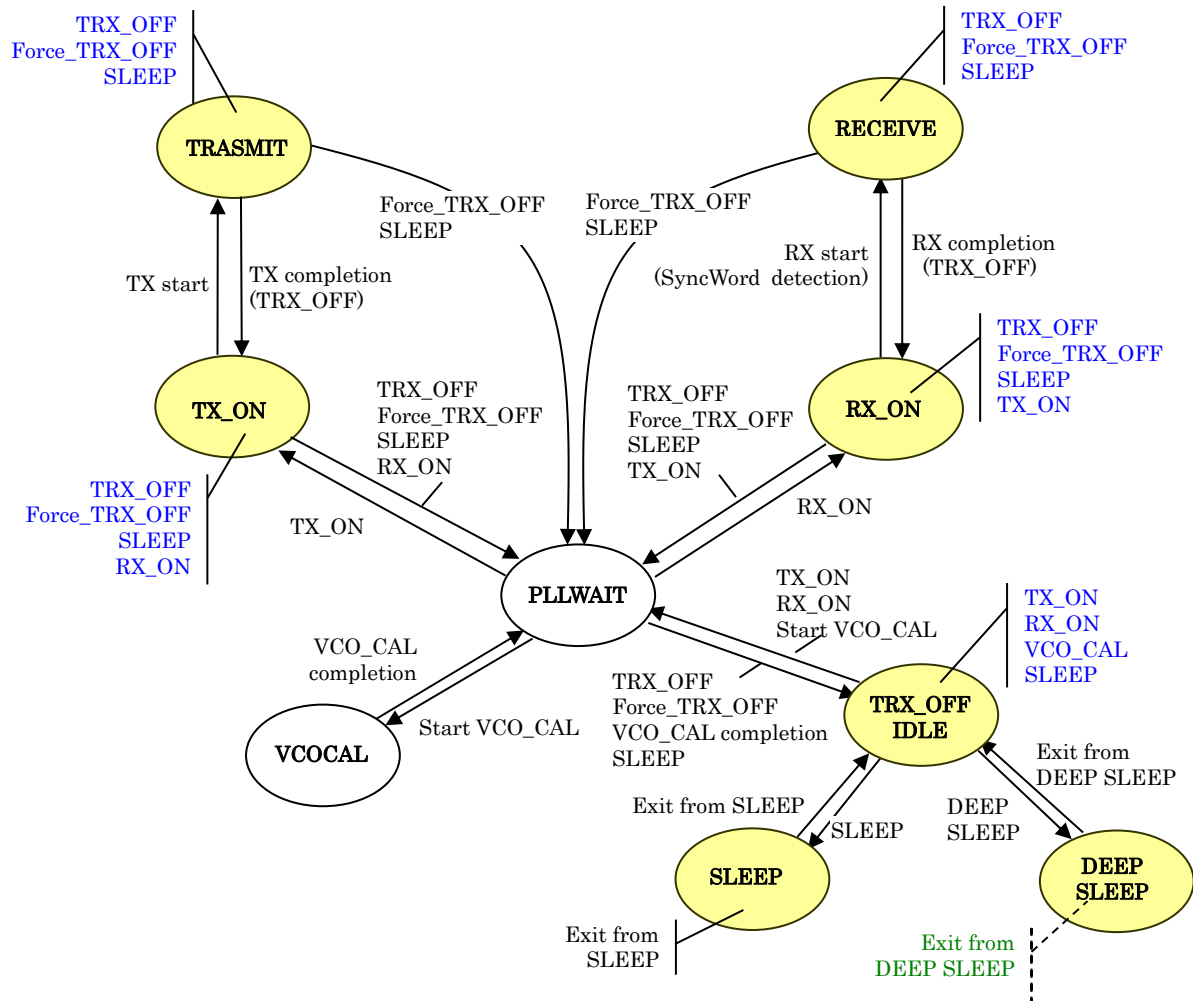 TRX_OFF
Force_TRX_OFF
SLEEP
TRX_OFF
Force_TRX_OFF
SLEEP
TRASMIT
RECEIVE
Force_TRX_OFF
SLEEP
Force_TRX_OFF
SLEEP
TX start
TX completion
(TRX_OFF)
RX start
(SyncWord detection)
RX completion
(TRX_OFF)
TX_ON
TRX_OFF
Force_TRX_OFF
SLEEP
RX_ON
TRX_OFF
Force_TRX_OFF
SLEEP
TX_ON
RX_ON
TRX_OFF
Force_TRX_OFF
SLEEP
TX_ON
TRX_OFF
Force_TRX_OFF
SLEEP
RX_ON
TX_ON
RX_ON
PLLWAIT
TX_ON
RX_ON
Start VCO_CAL
TX_ON
RX_ON
VCO_CAL
SLEEP
VCO_CAL
completion
Start VCO_CAL
TRX_OFF
Force_TRX_OFF
VCO_CAL completion
SLEEP
TRX_OFF
IDLE
VCOCAL
Exit from SLEEP
SLEEP
DEEP
SLEEP
Exit from
DEEP SLEEP
SLEEP
DEEP
SLEEP
Exit from
SLEEP
Exit from
DEEP SLEEP